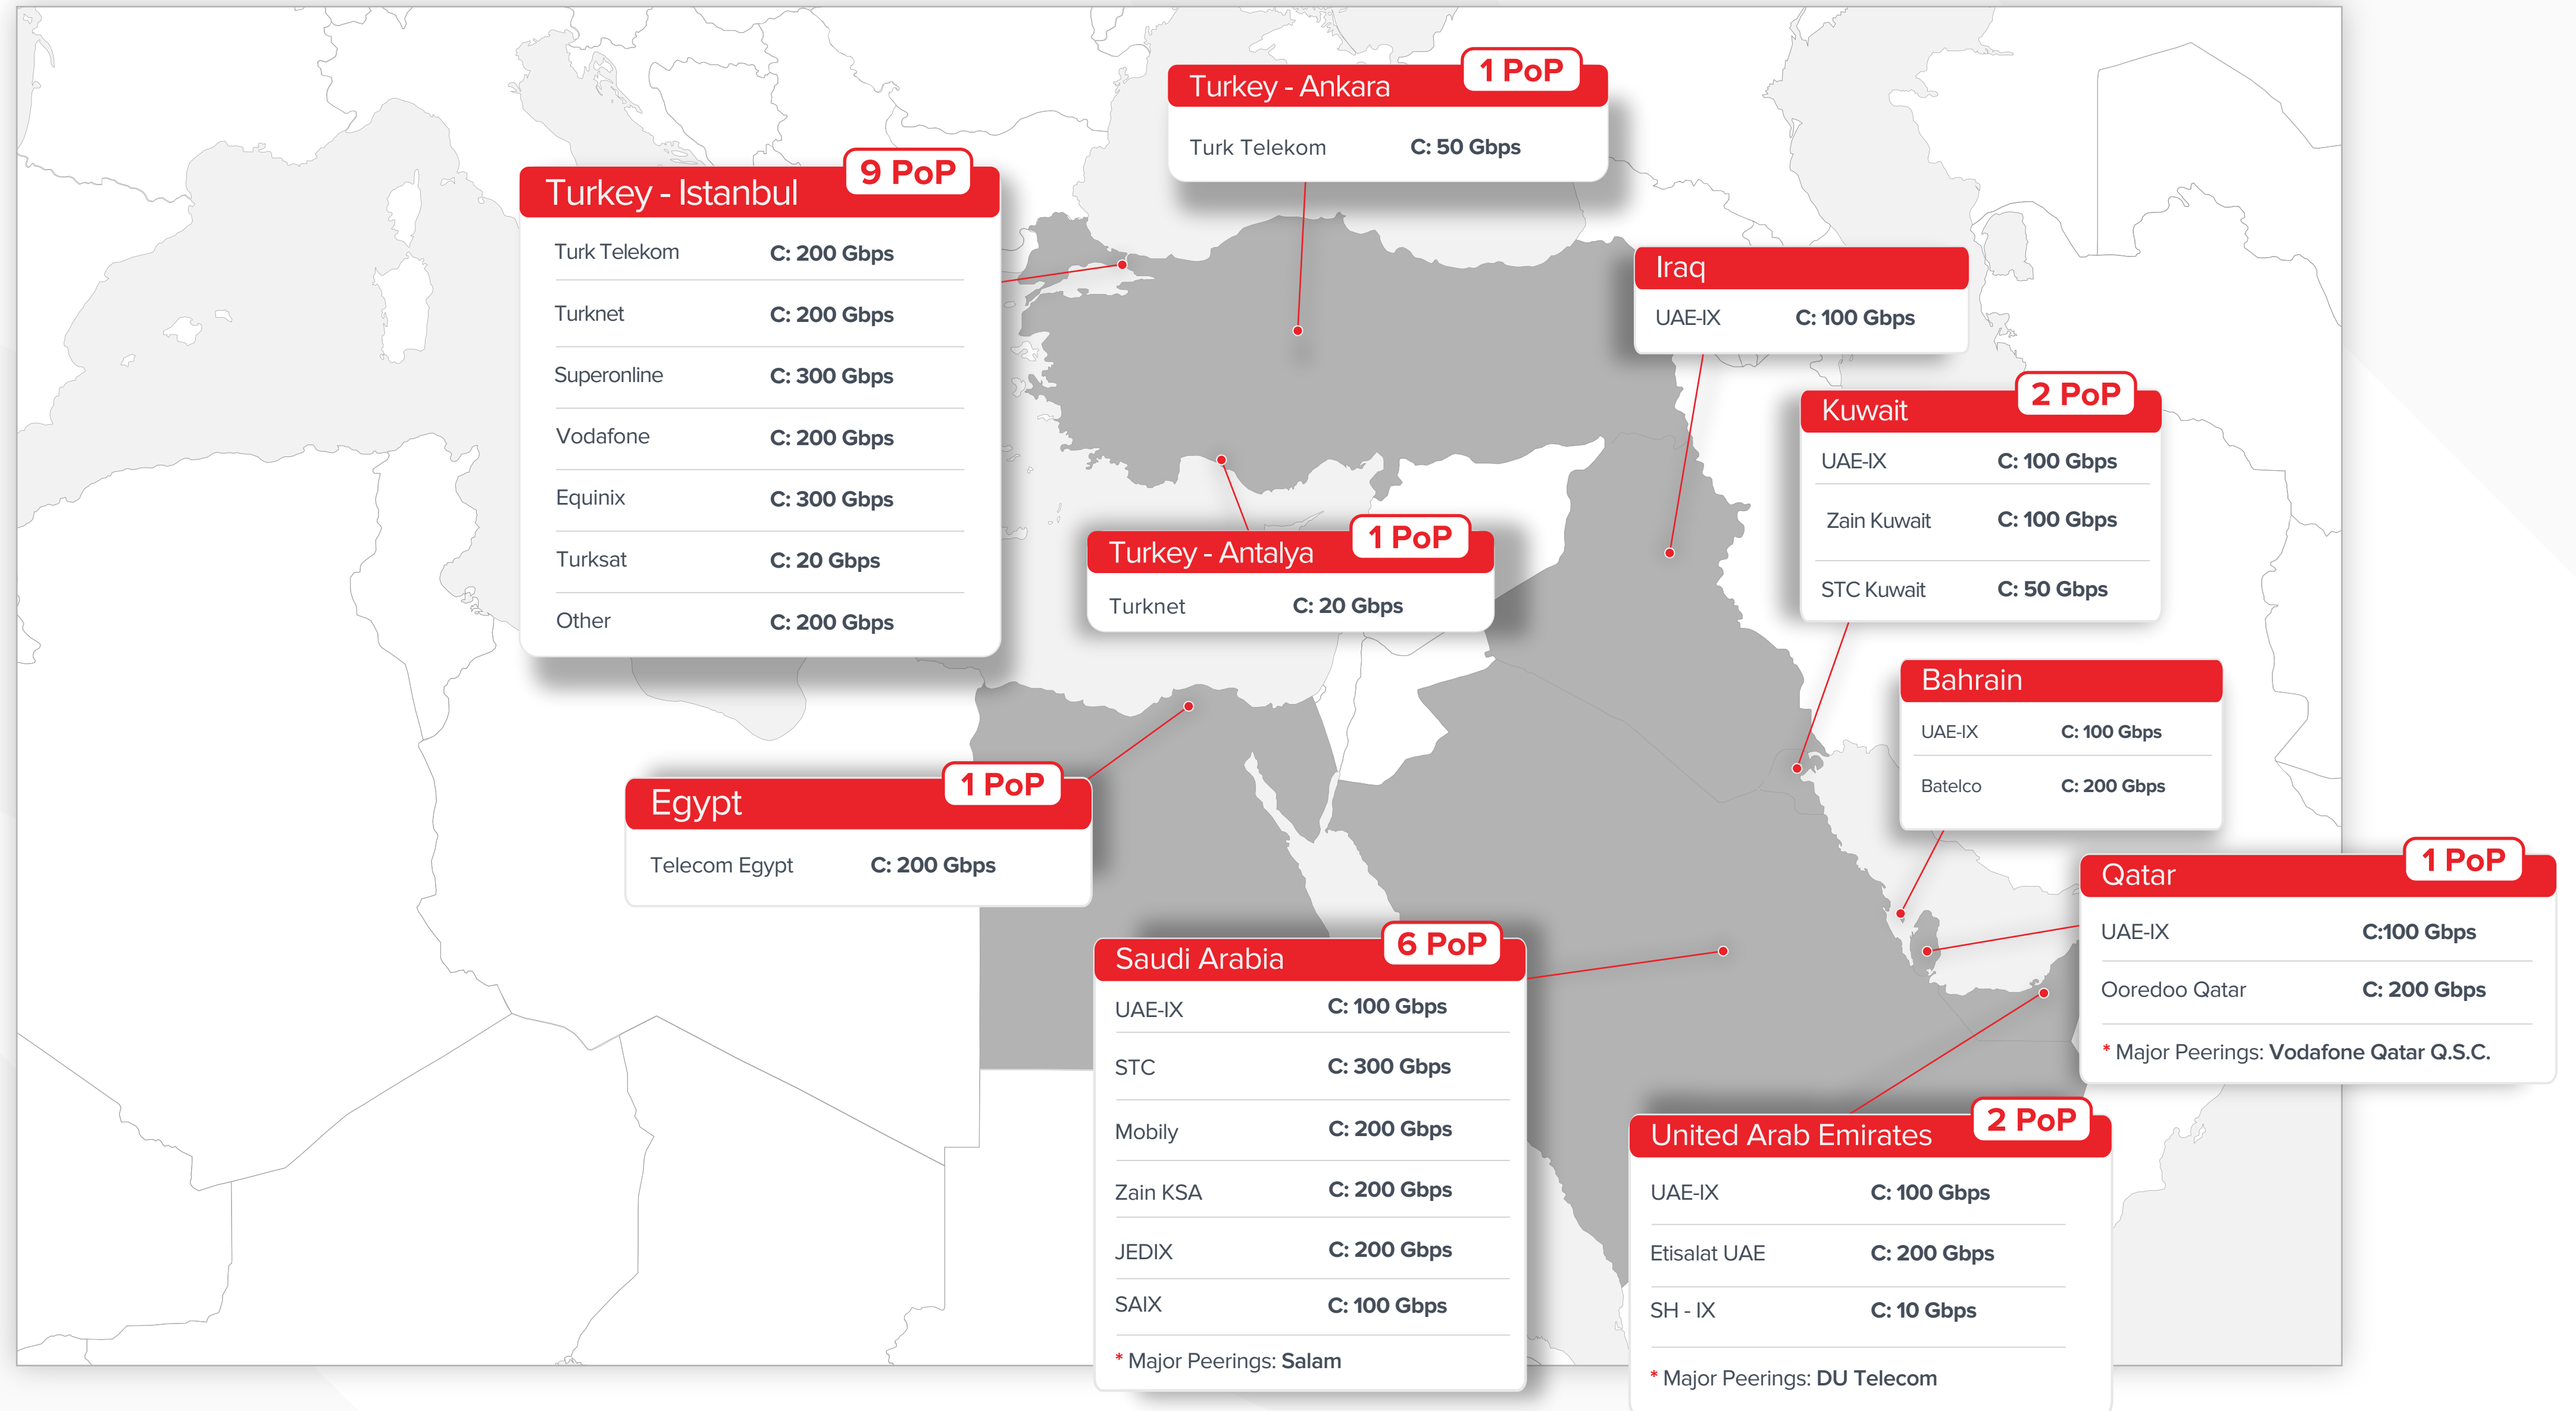 Turkey - Ankara 1 PoP
Turk Telekom C: 50 Gbps
Turkey - Istanbul 9 PoP
Turk Telekom C: 200 Gbps
Turknet C: 200 Gbps
Superonline C: 300 Gbps
Vodafone C: 200 Gbps
Equinix C: 300 Gbps
Turksat C: 20 Gbps
Other C: 200 Gbps
Iraq
UAE-IX C: 100 Gbps
Kuwait 2 PoP
UAE-IX C: 100 Gbps
Zain Kuwait C: 100 Gbps
STC Kuwait C: 50 Gbps
Turkey - Antalya 1 PoP
Turknet C: 20 Gbps
Bahrain
UAE-IX C: 100 Gbps
Batelco C: 200 Gbps
Egypt 1 PoP
Telecom Egypt C: 200 Gbps
Qatar 1 PoP
UAE-IX C:100 Gbps
Ooredoo Qatar C: 200 Gbps
* Major Peerings: Vodafone Qatar Q.S.C.
Saudi Arabia 6 PoP
UAE-IX C: 100 Gbps
STC C: 300 Gbps
Mobily C: 200 Gbps
Zain KSA C: 200 Gbps
JEDIX C: 200 Gbps
SAIX C: 100 Gbps
* Major Peerings: Salam
United Arab Emirates 2 PoP
UAE-IX C: 100 Gbps
Etisalat UAE C: 200 Gbps
SH - IX C: 10 Gbps
* Major Peerings: DU Telecom